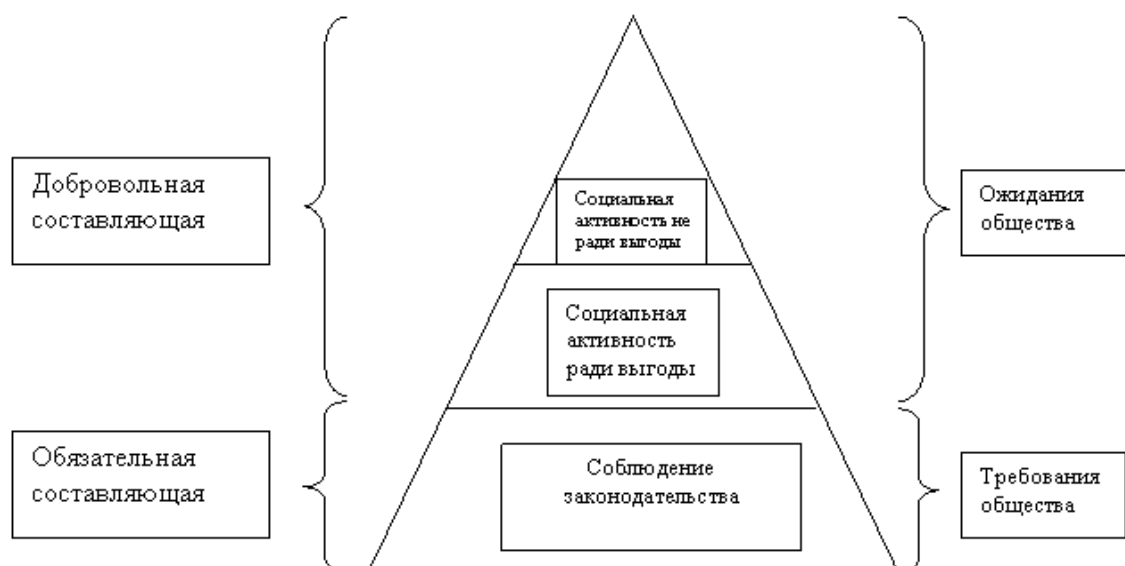 Добровольная
составляющая
Социальная
активность не
ради выгоды
Ожидания
общества
Социальная
активность
ради выгоды
Обязательная
составляющая
Соблюдение
законодательства
Требования
общества